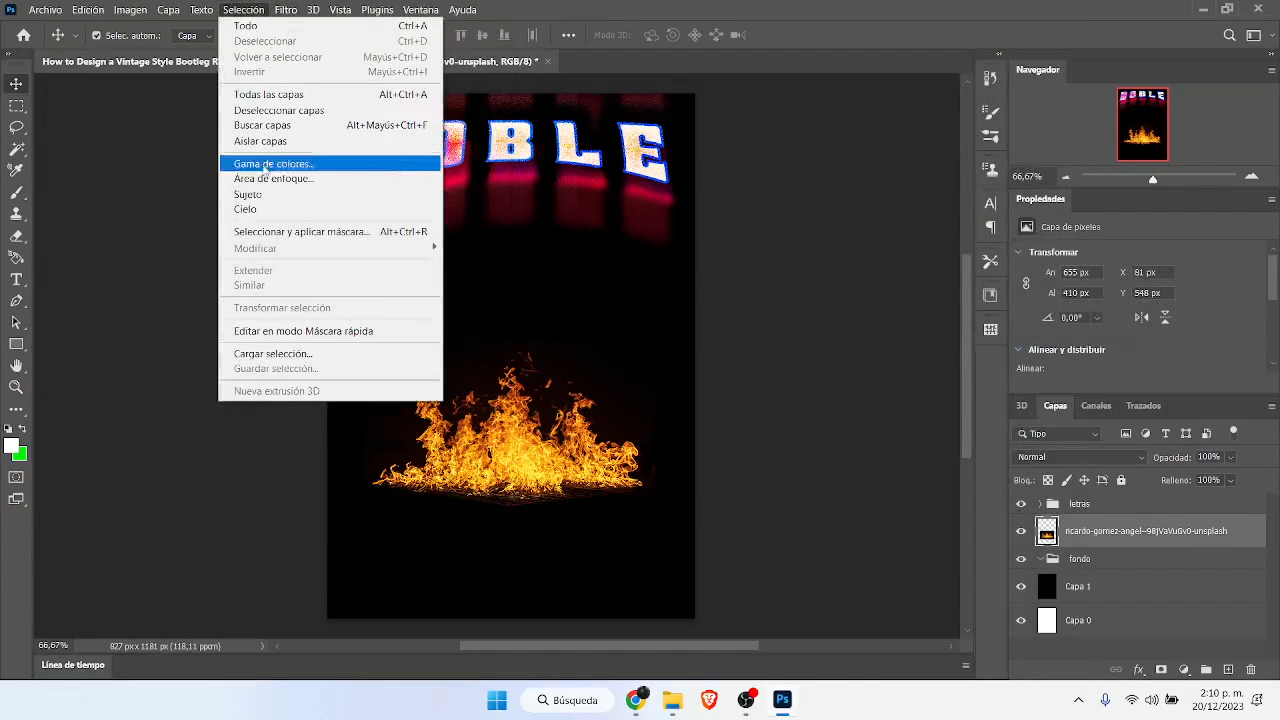 Ps Archivo Edición Imagen Capa Texto Selección Filtro 3D Vista Plugins Ventana Ayuda
Selec. autom.: Capa
Modo 3D:
How to Design a Vintage Style Bootleg R
v0-unsplash, RGB/8) * ×
Todo Ctrl+A
Deseleccionar Ctrl+D
Volver a seleccionar Mayús+Ctrl+D
Invertir Mayús+Ctrl+I
Todas las capas Alt+Ctrl+A
Deseleccionar capas
Buscar capas Alt+Mayús+Ctrl+F
Aislar capas
Gama de colores...
Área de enfoque...
Sujeto
Cielo
Seleccionar y aplicar máscara... Alt+Ctrl+R
Modificar
Extender
Similar
Transformar selección
Editar en modo Máscara rápida
Cargar selección...
Guardar selección...
Nueva extrusión 3D
OBLE
Navegador
66,67%
Propiedades
Capa de píxeles
Transformar
An 655 px X 81 px
Al 410 px Y 548 px
0,00°
Alinear y distribuir
Alinear:
3D Capas Canales Trazados
Tipo
Normal Opacidad: 100%
Bloq.: Relleno: 100%
letras
ricardo-gomez-angel--98JVaVuGv0-unsplash
fondo
Capa 1
Capa 0
66,67% 827 px x 1181 px (118,11 ppcm)
Línea de tiempo
Búsqueda
Ps
2:10 p. m.
20/12/2023